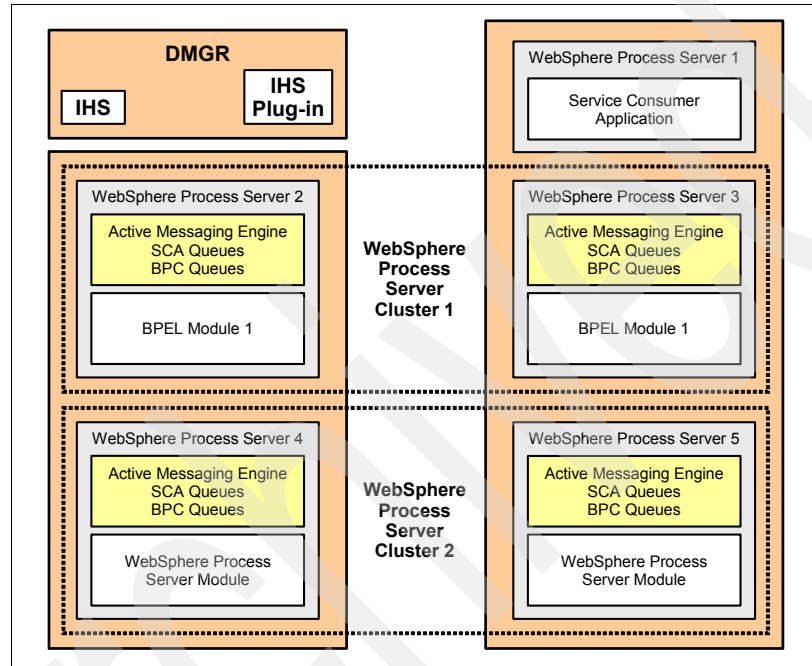 DMGR
IHS
IHS
Plug-in
WebSphere Process Server 1
Service Consumer
Application
WebSphere Process Server 2
Active Messaging Engine
SCA Queues
BPC Queues
BPEL Module 1
WebSphere
Process
Server
Cluster 1
WebSphere Process Server 3
Active Messaging Engine
SCA Queues
BPC Queues
BPEL Module 1
WebSphere Process Server 4
Active Messaging Engine
SCA Queues
BPC Queues
WebSphere Process
Server Module
WebSphere
Process
Server
Cluster 2
WebSphere Process Server 5
Active Messaging Engine
SCA Queues
BPC Queues
WebSphere Process
Server Module